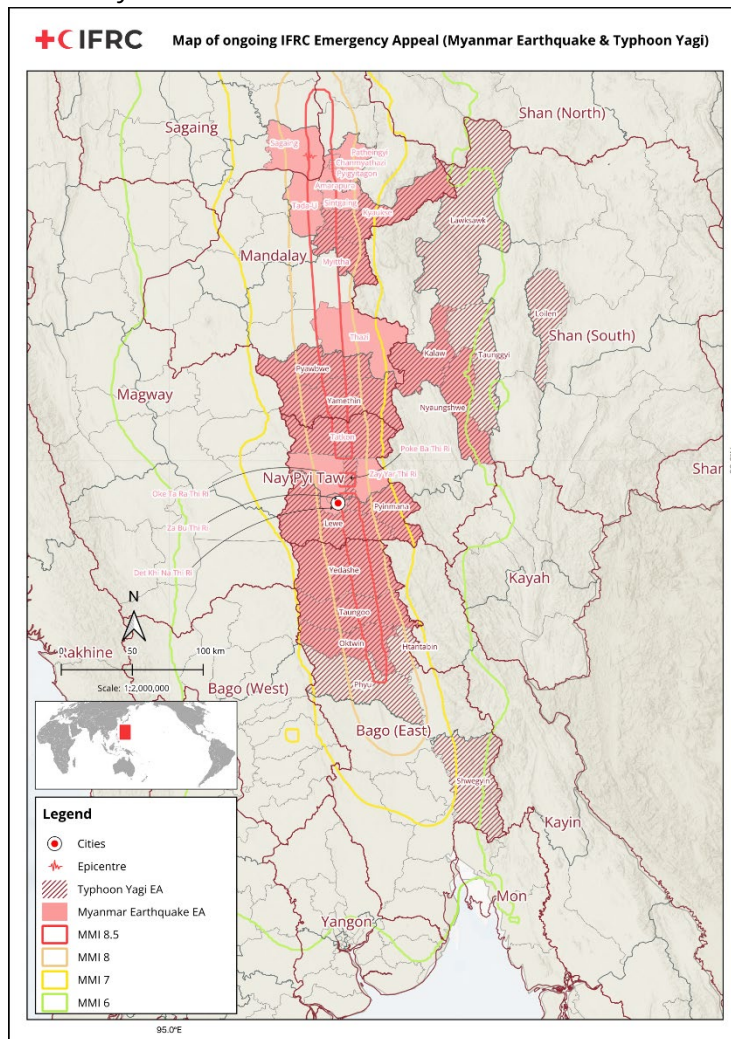 IFRC
Map of ongoing IFRC Emergency Appeal (Myanmar Earthquake & Typhoon Yagi)
Shan (North)
Sagaing
Sagaing
Patheingyi
Chanmyathazi
Pyigyitagon
Amarapura
Tada-U
Sintgaing
Kyaukse
Lawksawk
Mandalay
Myittha
Loilen
Thazi
Shan (South)
Kalaw
Taunggyi
Pyawbwe
Magway
Yamethin
Nyaungshwe
Tatkon
Poke Ba Thi Ri
Shan
Nay Pyi Taw
Zay Yar Thi Ri
Oke Ta Ra Thi Ri
Pyinmana
Za Bu Thi Ri
Lewe
Yedashe
Det Khi Na Thi Ri
Kayah
N
Taungoo
Rakhine
Oktwin
Htantabin
0
50
100 km
Scale: 1:2,000,000
Bago (West)
Phyu
Bago (East)
Shwegyin
Kayin
Mon
Yangon
Legend
Cities
Epicentre
Typhoon Yagi EA
Myanmar Earthquake EA
MMI 8.5
MMI 8
MMI 7
MMI 6
95.0°E